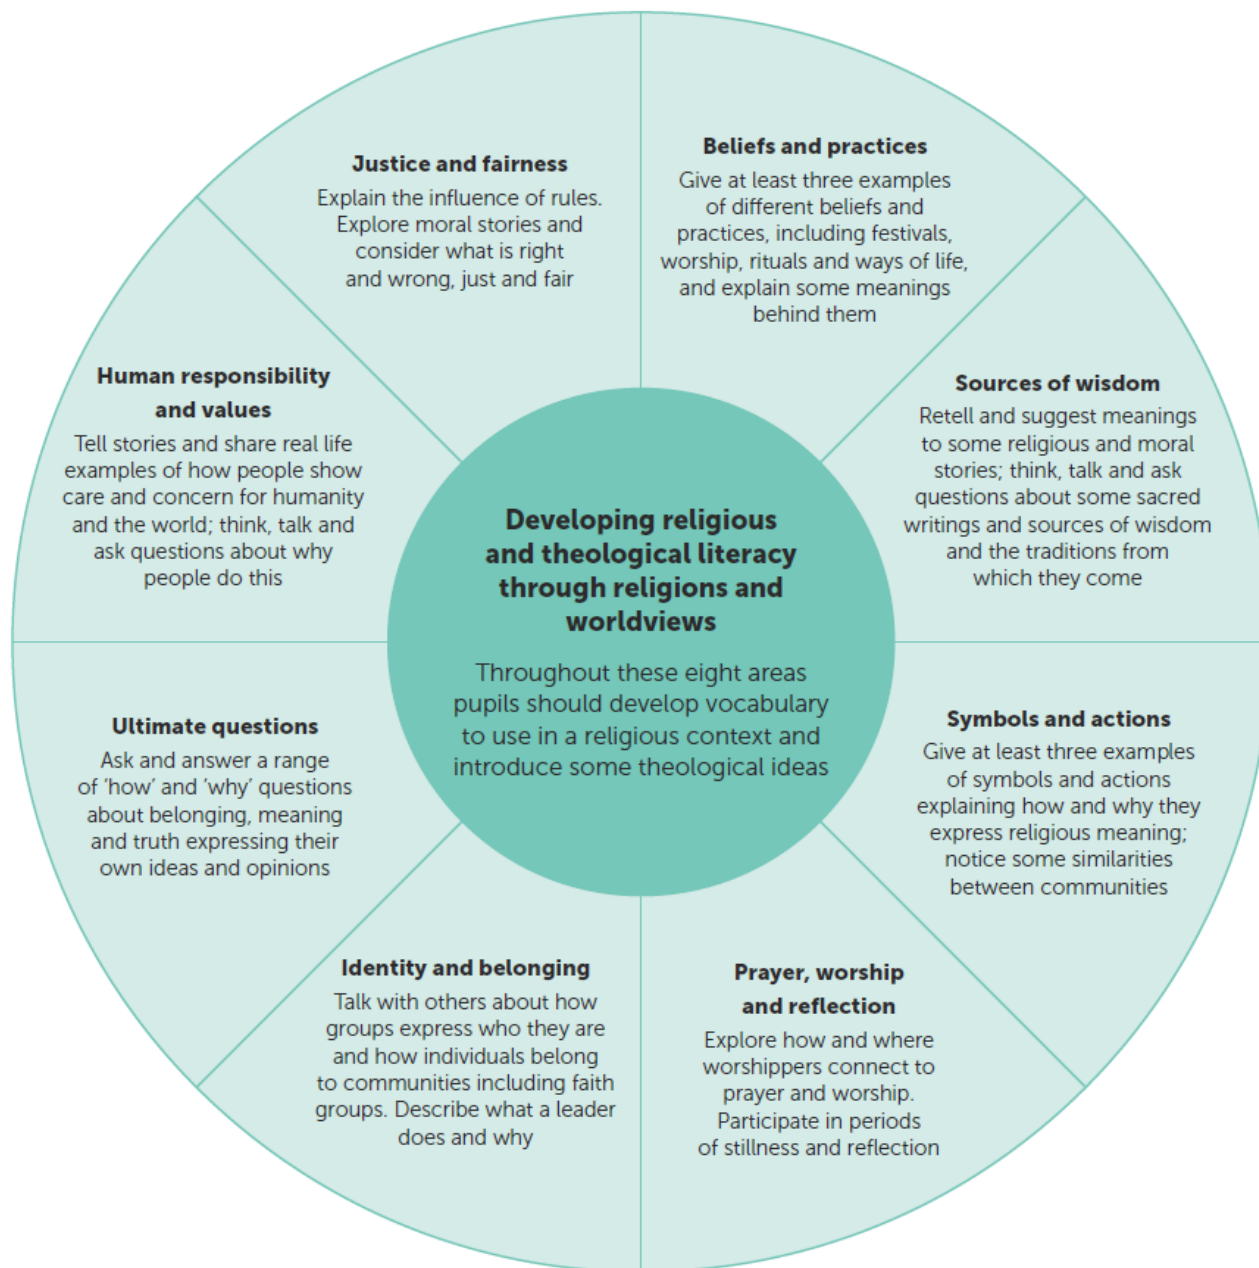 Justice and fairness
Explain the influence of rules.
Explore moral stories and
consider what is right
and wrong, just and fair
Beliefs and practices
Give at least three examples
of different beliefs and
practices, including festivals,
worship, rituals and ways of life,
and explain some meanings
behind them
Human responsibility
and values
Tell stories and share real life
examples of how people show
care and concern for humanity
and the world; think, talk and
ask questions about why
people do this
Sources of wisdom
Retell and suggest meanings
to some religious and moral
stories; think, talk and ask
questions about some sacred
writings and sources of wisdom
and the traditions from
which they come
Developing religious
and theological literacy
through religions and
worldviews
Throughout these eight areas
pupils should develop vocabulary
to use in a religious context and
introduce some theological ideas
Ultimate questions
Ask and answer a range
of ‘how’ and ‘why’ questions
about belonging, meaning
and truth expressing their
own ideas and opinions
Symbols and actions
Give at least three examples
of symbols and actions
explaining how and why they
express religious meaning;
notice some similarities
between communities
Identity and belonging
Talk with others about how
groups express who they are
and how individuals belong
to communities including faith
groups. Describe what a leader
does and why
Prayer, worship
and reflection
Explore how and where
worshippers connect to
prayer and worship.
Participate in periods
of stillness and reflection